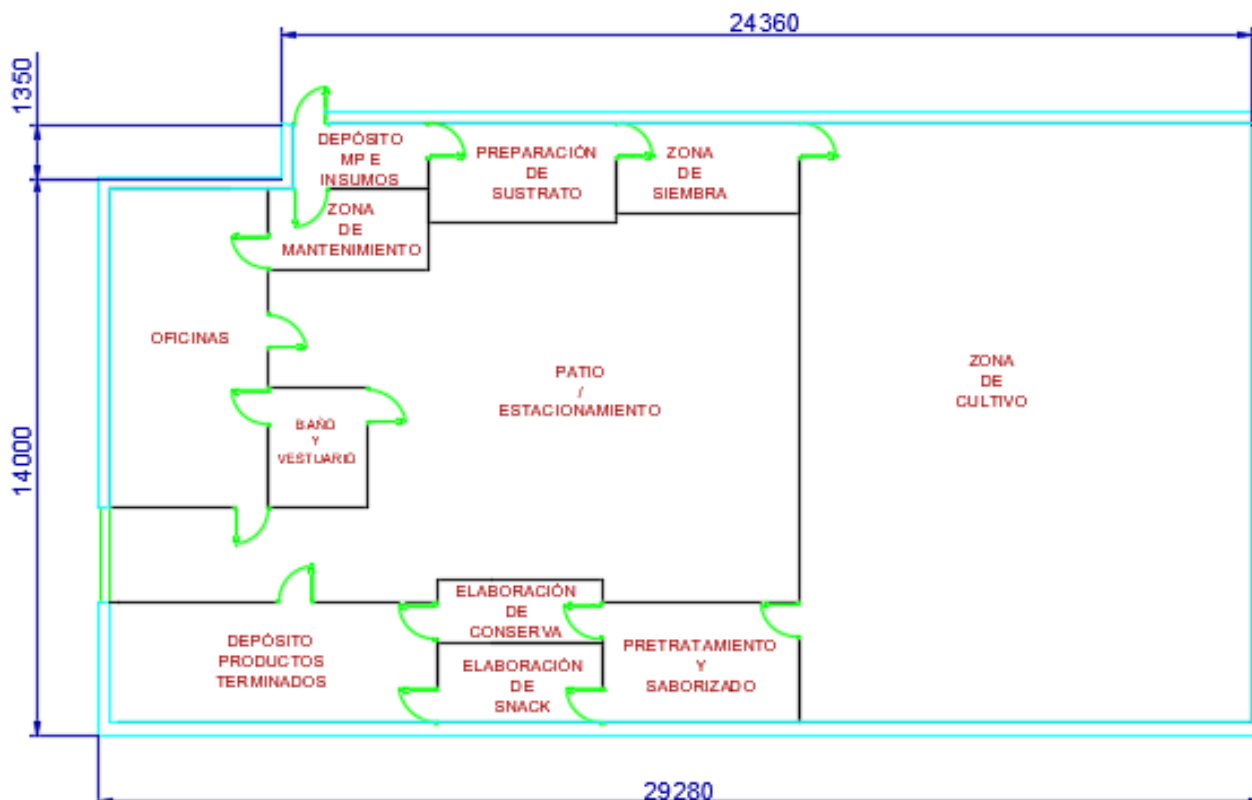 24360
1350
DEPÓSITO
MP E
INSUMOS
PREPARACIÓN
DE
SUSTRATO
ZONA
DE
SIEMBRA
ZONA
DE
MANTENIMIENTO
OFICINAS
PATIO
/
ESTACIONAMIENTO
ZONA
DE
CULTIVO
BAÑO
Y
VESTUARIO
14000
ELABORACIÓN
DE
CONSERVA
DEPÓSITO
PRODUCTOS
TERMINADOS
ELABORACIÓN
DE
SNACK
PRETRATAMIENTO
Y
SABORIZADO
29280